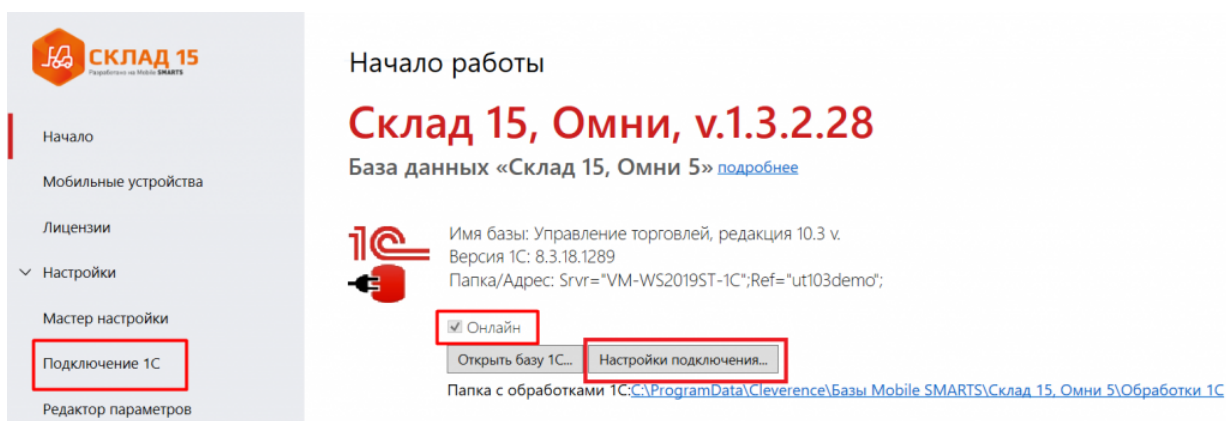 СКЛАД 15
Разработано на Mobile SMARTS
Начало
Мобильные устройства
Лицензии
Настройки
Мастер настройки
Подключение 1С
Редактор параметров
Начало работы
Склад 15, Омни, v.1.3.2.28
База данных «Склад 15, Омни 5» подробнее
1С
Имя базы: Управление торговлей, редакция 10.3 v.
Версия 1С: 8.3.18.1289
Папка/Адрес: Srvr="VM-WS2019ST-1C";Ref="ut103demo";
Онлайн
Открыть базу 1С... Настройки подключения...
Папка с обработками 1С:C:\ProgramData\Cleverence\Базы Mobile SMARTS\Склад 15, Омни 5\Обработки 1С